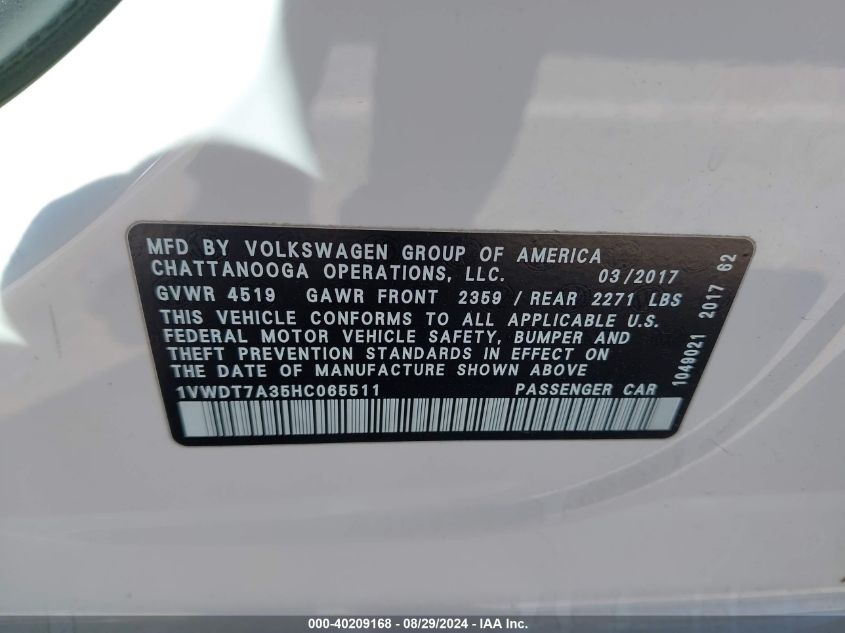 MFD BY VOLKSWAGEN GROUP OF AMERICA
CHATTANOOGA OPERATIONS, LLC. 03/2017
GVWR 4519 GAWR FRONT 2359 / REAR 2271 LBS
THIS VEHICLE CONFORMS TO ALL APPLICABLE U.S.
FEDERAL MOTOR VEHICLE SAFETY, BUMPER AND
THEFT PREVENTION STANDARDS IN EFFECT ON
THE DATE OF MANUFACTURE SHOWN ABOVE
1VWDT7A35HC065511 PASSENGER CAR
1049021 2017 62
000-40209168 - 08/29/2024 - IAA Inc.